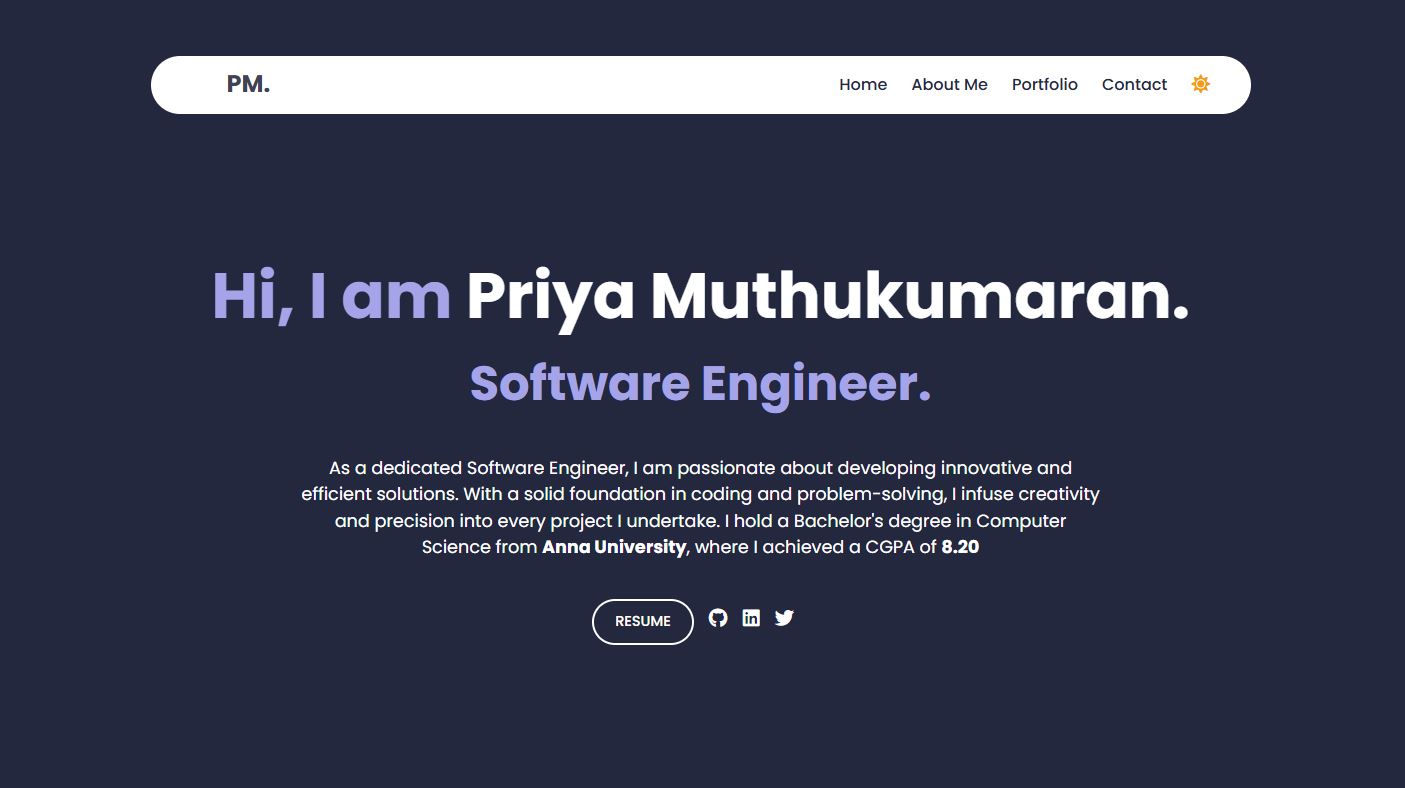 PM.
Home About Me Portfolio Contact
Hi, I am Priya Muthukumaran.
Software Engineer.
As a dedicated Software Engineer, I am passionate about developing innovative and
efficient solutions. With a solid foundation in coding and problem-solving, I infuse creativity
and precision into every project I undertake. I hold a Bachelor's degree in Computer
Science from Anna University, where I achieved a CGPA of 8.20
RESUME